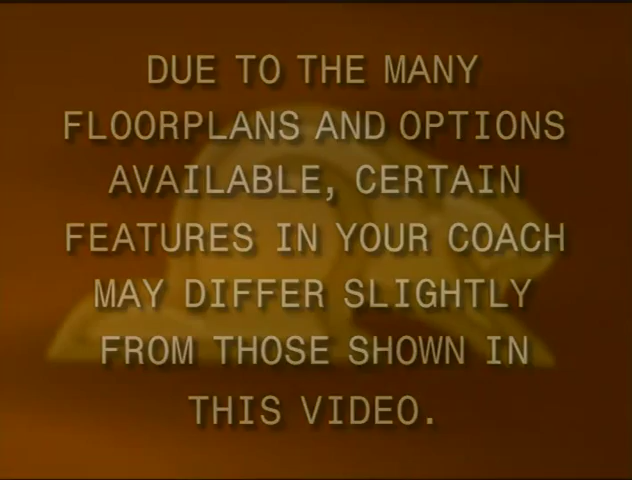 DUE TO THE MANY
FLOORPLANS AND OPTIONS
AVAILABLE, CERTAIN
FEATURES IN YOUR COACH
MAY DIFFER SLIGHTLY
FROM THOSE SHOWN IN
THIS VIDEO.